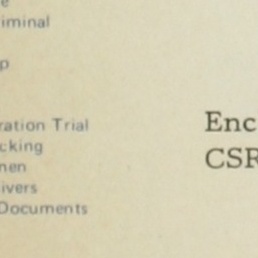 e
iminal
p
ration Trial
cking
nen
ivers
Documents
Enc
CSR